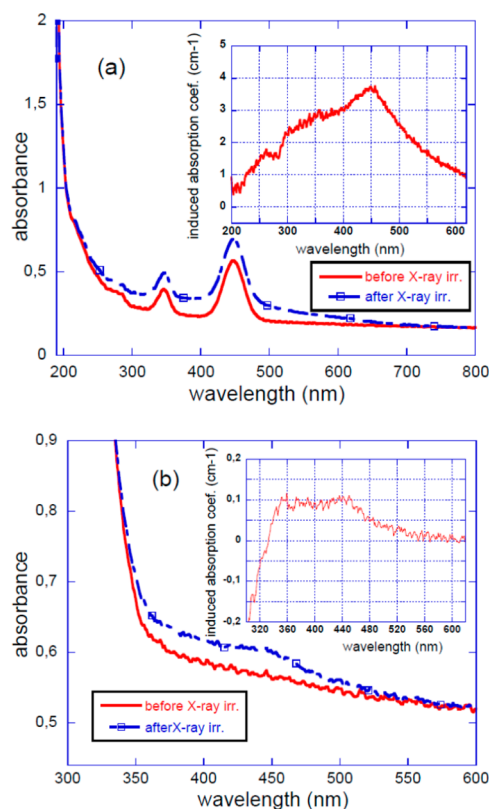 (a)
absorbance
2
1,5
1
0,5
0
200 300 400 500 600 700 800
wavelength (nm)
induced absorption coef. (cm-1)
5
4
3
2
1
0
200 250 300 350 400 450 500 550 600
wavelength (nm)
before X-ray irr.
after X-ray irr.
(b)
absorbance
0,9
0,8
0,7
0,6
0,5
300 350 400 450 500 550 600
wavelength (nm)
induced absorption coef. (cm-1)
0,2
0,1
0
-0,1
-0,2
320 360 400 440 480 520 560 600
wavelength (nm)
before X-ray irr.
afterX-ray irr.